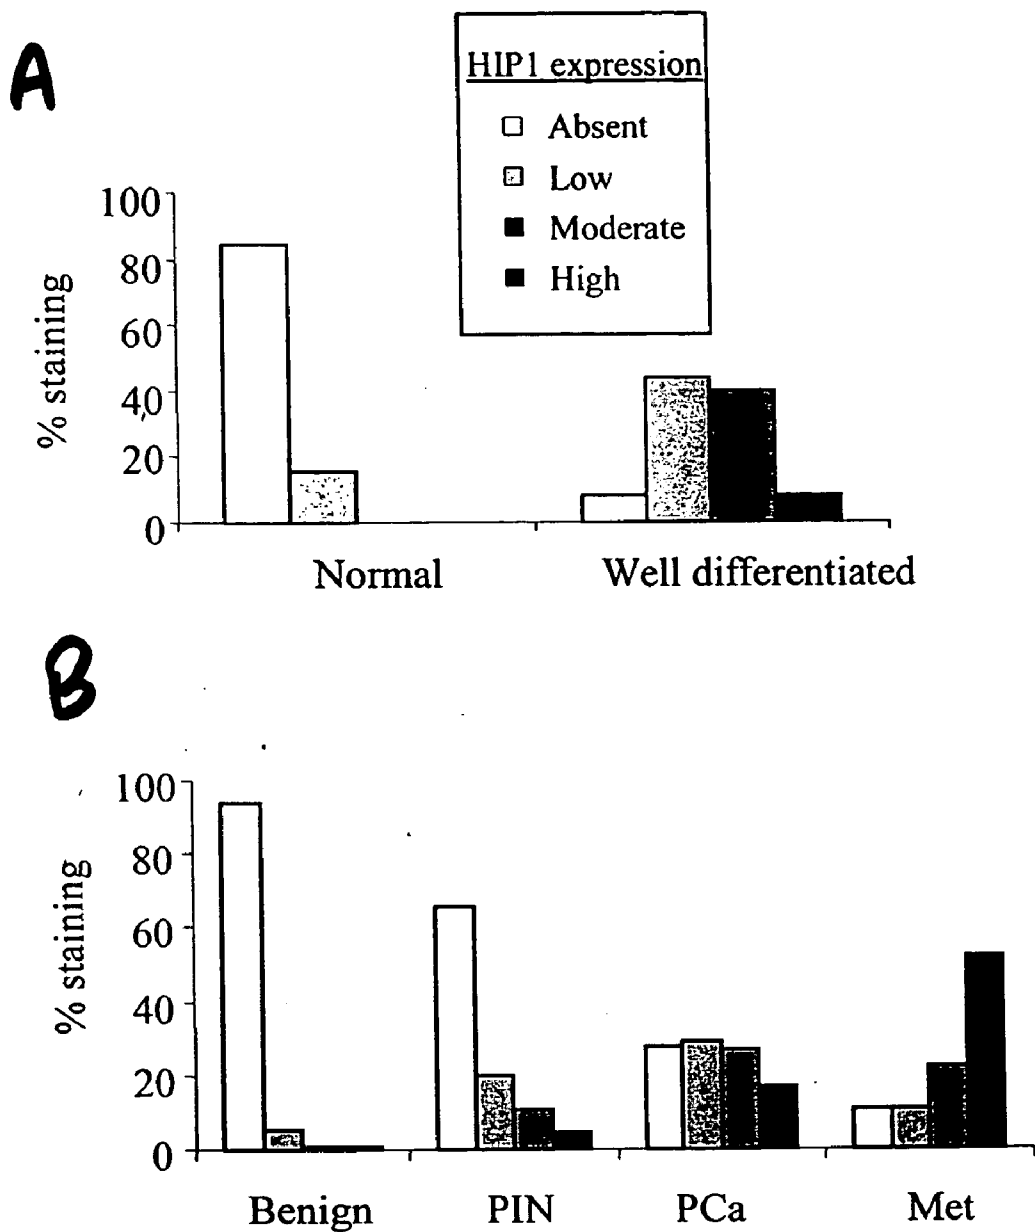 A
HIP1 expression
Absent
Low
Moderate
High
% staining
100
80
60
40
20
0
Normal
Well differentiated
B
% staining
100
80
60
40
20
0
Benign
PIN
PCa
Met